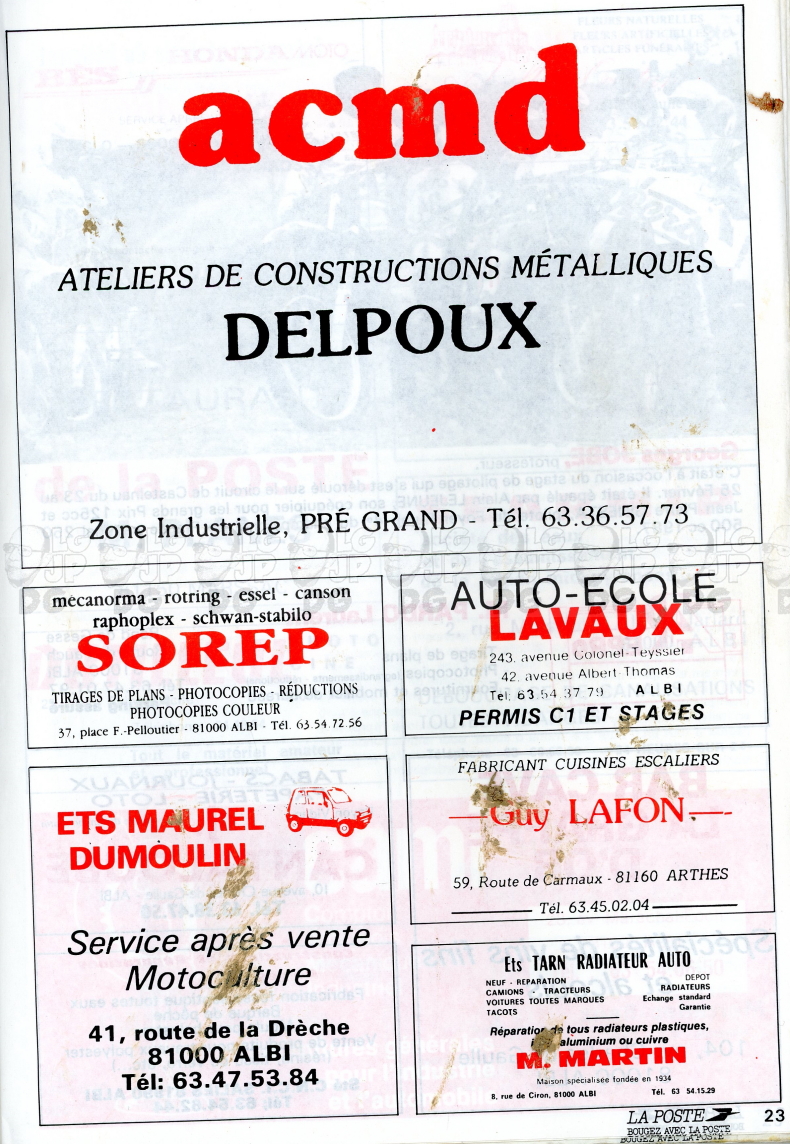 acmd
ATELIERS DE CONSTRUCTIONS MÉTALLIQUES
DELPOUX
Zone Industrielle, PRÉ GRAND - Tél. 63.36.57.73
mecanorma - rotring - essel - canson
raphoplex - schwan-stabilo
SOREP
TIRAGES DE PLANS - PHOTOCOPIES - RÉDUCTIONS
PHOTOCOPIES COULEUR
37, place F.-Pelloutier - 81000 ALBI - Tél. 63.54.72.56
AUTO-ECOLE
LAVAUX
243, avenue Colonel-Teyssier
42, avenue Albert-Thomas
Tel. 63.54.37.79 ALBI
PERMIS C1 ET STAGES
ETS MAUREL
DUMOULIN
Service après vente
Motoculture
41, route de la Drèche
81000 ALBI
Tél: 63.47.53.84
FABRICANT CUISINES ESCALIERS
Guy LAFON
59, Route de Carmaux - 81160 ARTHES
Tél. 63.45.02.04
Ets TARN RADIATEUR AUTO
NEUF - REPARATION DEPOT
CAMIONS - TRACTEURS RADIATEURS
VOITURES TOUTES MARQUES Echange standard
TACOTS Garantie
Réparation de tous radiateurs plastiques,
aluminium ou cuivre
M. MARTIN
Maison spécialisée fondée en 1934
8, rue de Ciron, 81000 ALBI Tél. 63 54.15.29
LA POSTE
BOUGEZ AVEC LA POSTE
23